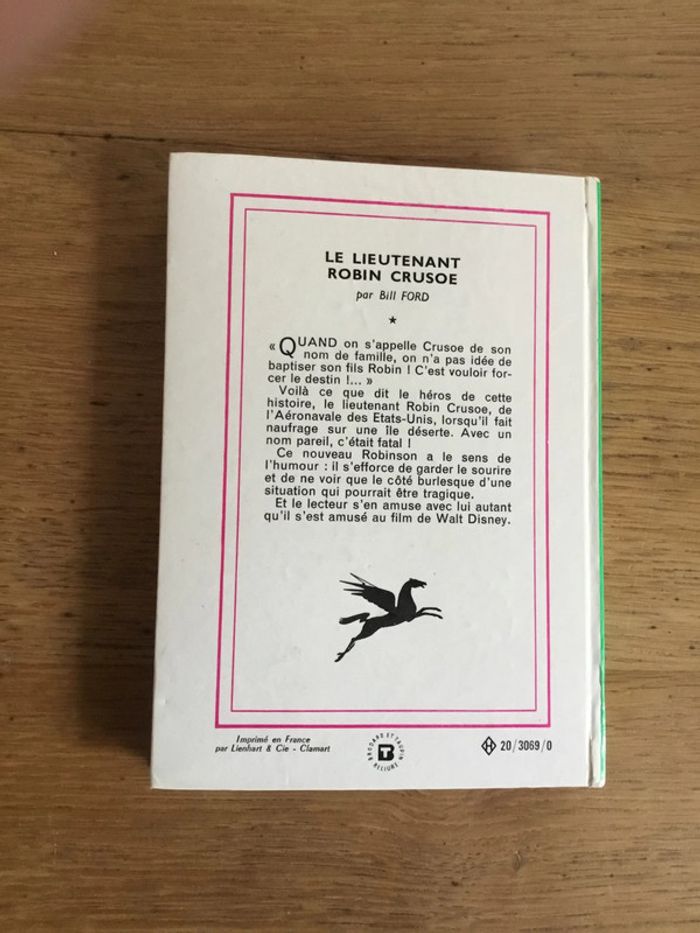 LE LIEUTENANT
ROBIN CRUSOE
par Bill FORD
« QUAND on s'appelle Crusoe de son
nom de famille, on n'a pas idée de
baptiser son fils Robin ! C'est vouloir for-
cer le destin !... »
Voilà ce que dit le héros de cette
histoire, le lieutenant Robin Crusoe, de
l'Aéronavale des Etats-Unis, lorsqu'il fait
naufrage sur une île déserte. Avec un
nom pareil, c'était fatal !
Ce nouveau Robinson a le sens de
l'humour : il s'efforce de garder le sourire
et de ne voir que le côté burlesque d'une
situation qui pourrait être tragique.
Et le lecteur s'en amuse avec lui autant
qu'il s'est amusé au film de Walt Disney.
Imprimé en France
par Lienhart & Cie - Clamart
BRODARD ET TAUPIN
BT
RELIURE
H 20/3069/0